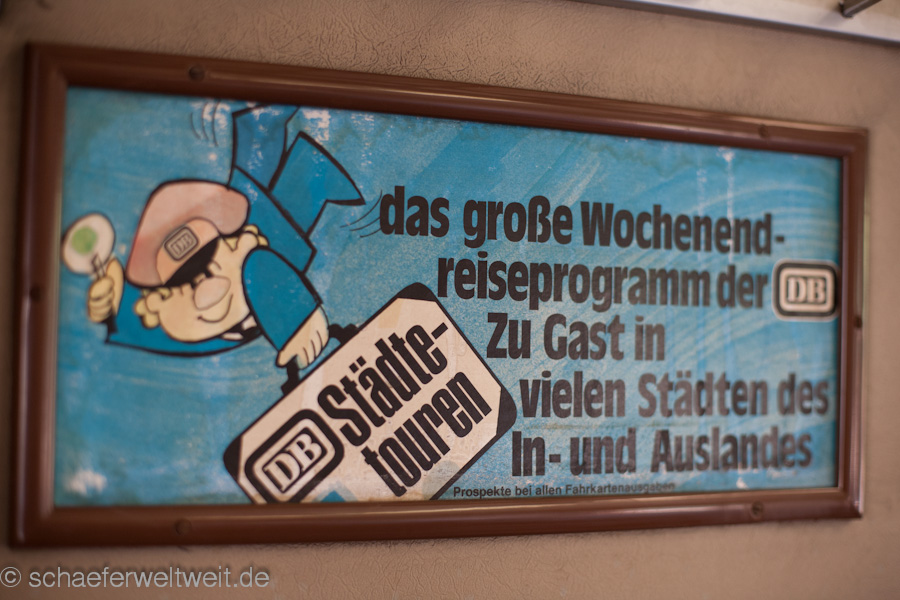 DB
das große Wochenend-
reiseprogramm der DB
Zu Gast in
vielen Städten des
In- und Auslandes
DB Städte-
touren
Prospekte bei allen Fahrkartenausgaben
© schaeferweltweit.de